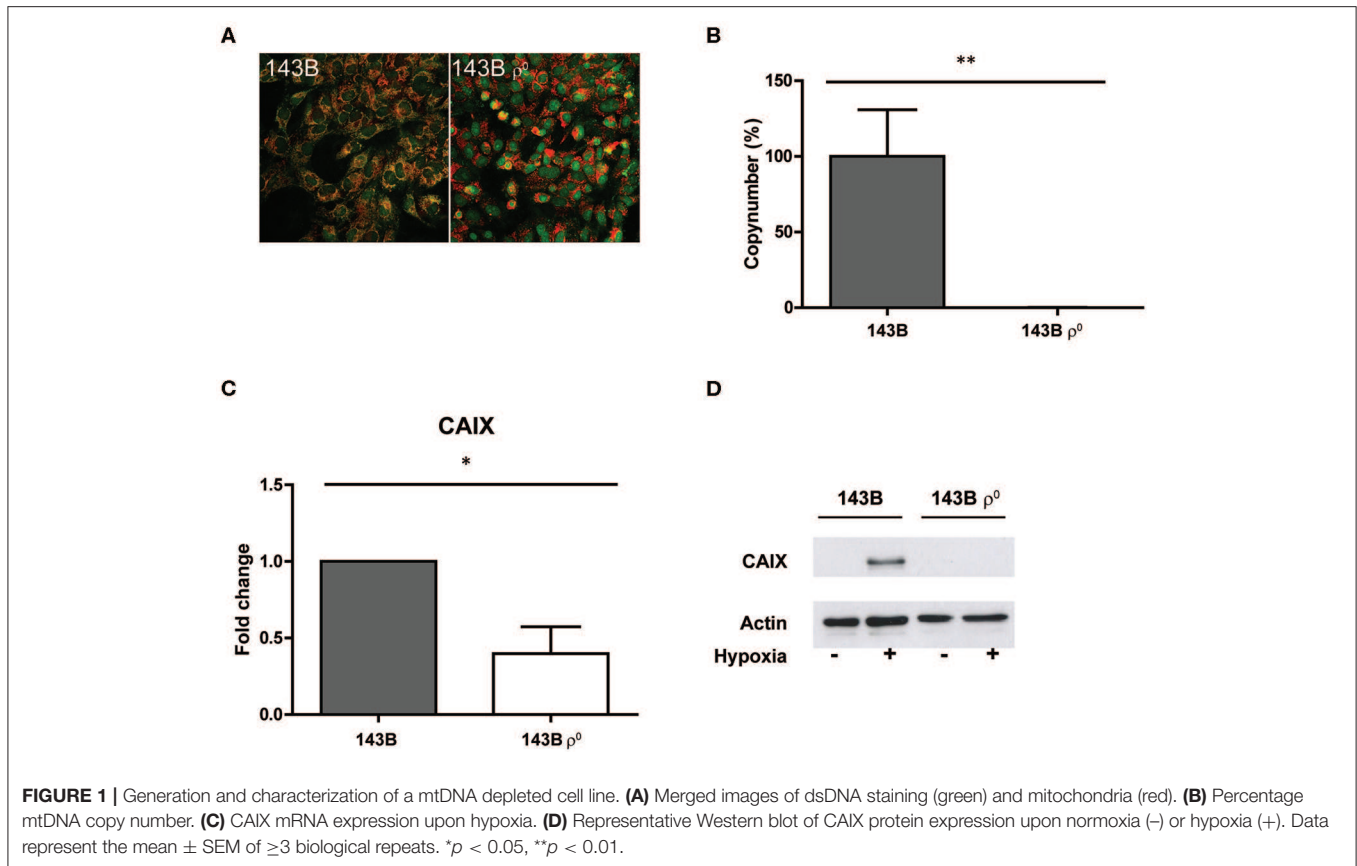 A
143B
143B ρ⁰
B
**
150
100
50
0
Copynumber (%)
143B
143B ρ⁰
C
CAIX
*
1.5
1.0
0.5
0.0
Fold change
143B
143B ρ⁰
D
143B
143B ρ⁰
CAIX
Actin
Hypoxia - + - +
FIGURE 1 | Generation and characterization of a mtDNA depleted cell line. (A) Merged images of dsDNA staining (green) and mitochondria (red). (B) Percentage
mtDNA copy number. (C) CAIX mRNA expression upon hypoxia. (D) Representative Western blot of CAIX protein expression upon normoxia (–) or hypoxia (+). Data
represent the mean ± SEM of ≥3 biological repeats. *p < 0.05, **p < 0.01.